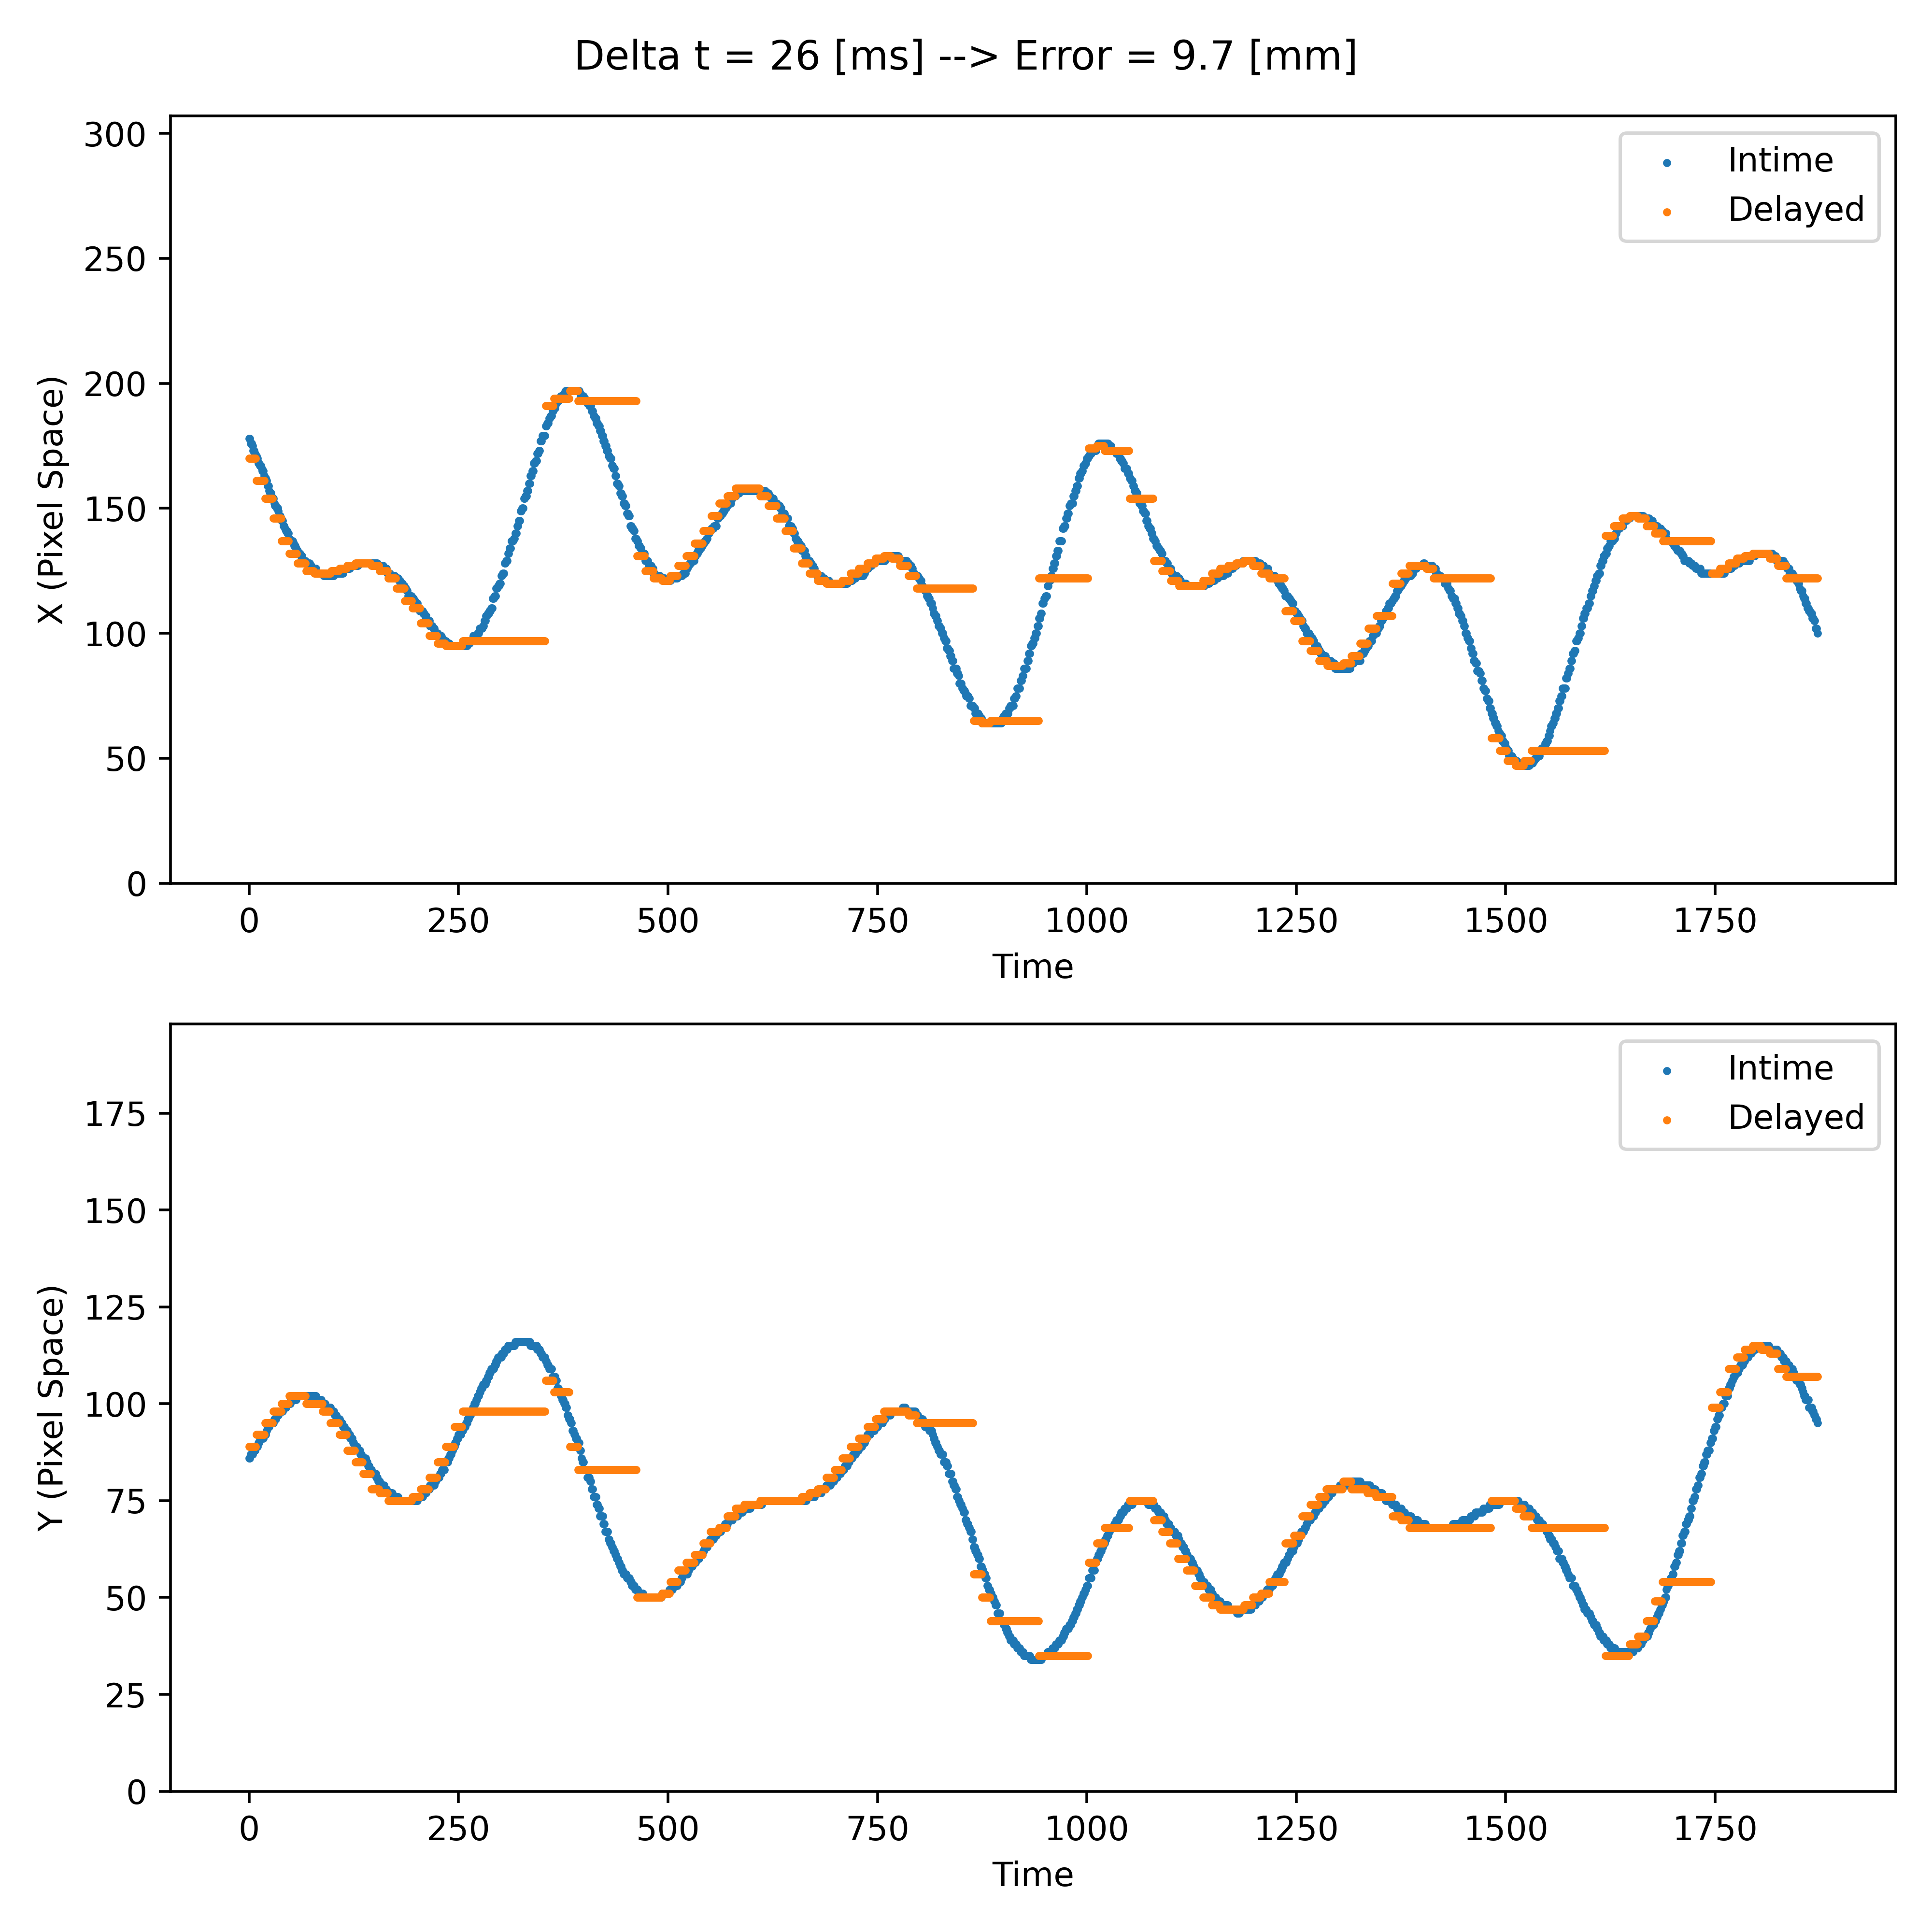 Delta t = 26 [ms] --> Error = 9.7 [mm]
300
250
200
150
100
50
0
X (Pixel Space)
Intime
Delayed
0 250 500 750 1000 1250 1500 1750
Time
175
150
125
100
75
50
25
0
Y (Pixel Space)
Intime
Delayed
0 250 500 750 1000 1250 1500 1750
Time